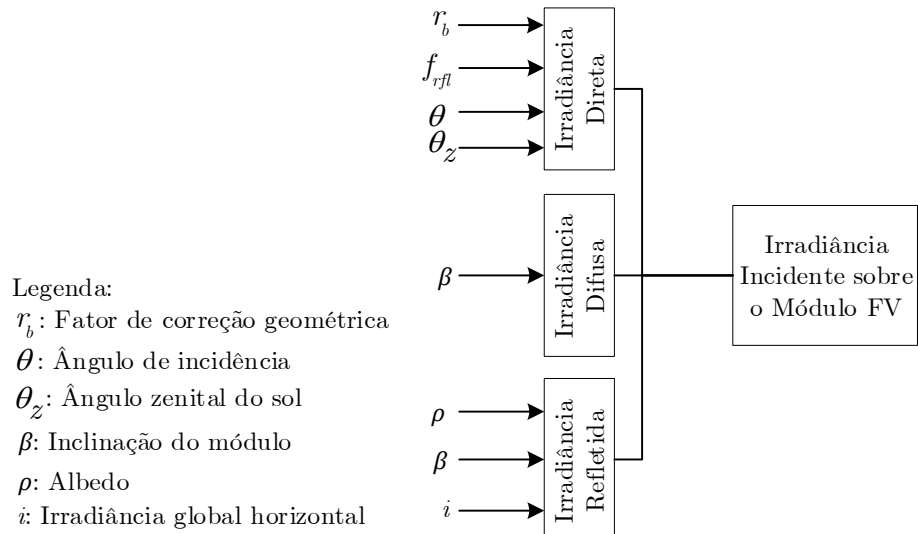 r_b
f_rfl
θ
θ_z
Irradiância
Direta
β
Irradiância
Difusa
ρ
β
i
Irradiância
Refletida
Irradiância
Incidente sobre
o Módulo FV
Legenda:
r_b: Fator de correção geométrica
θ: Ângulo de incidência
θ_z: Ângulo zenital do sol
β: Inclinação do módulo
ρ: Albedo
i: Irradiância global horizontal